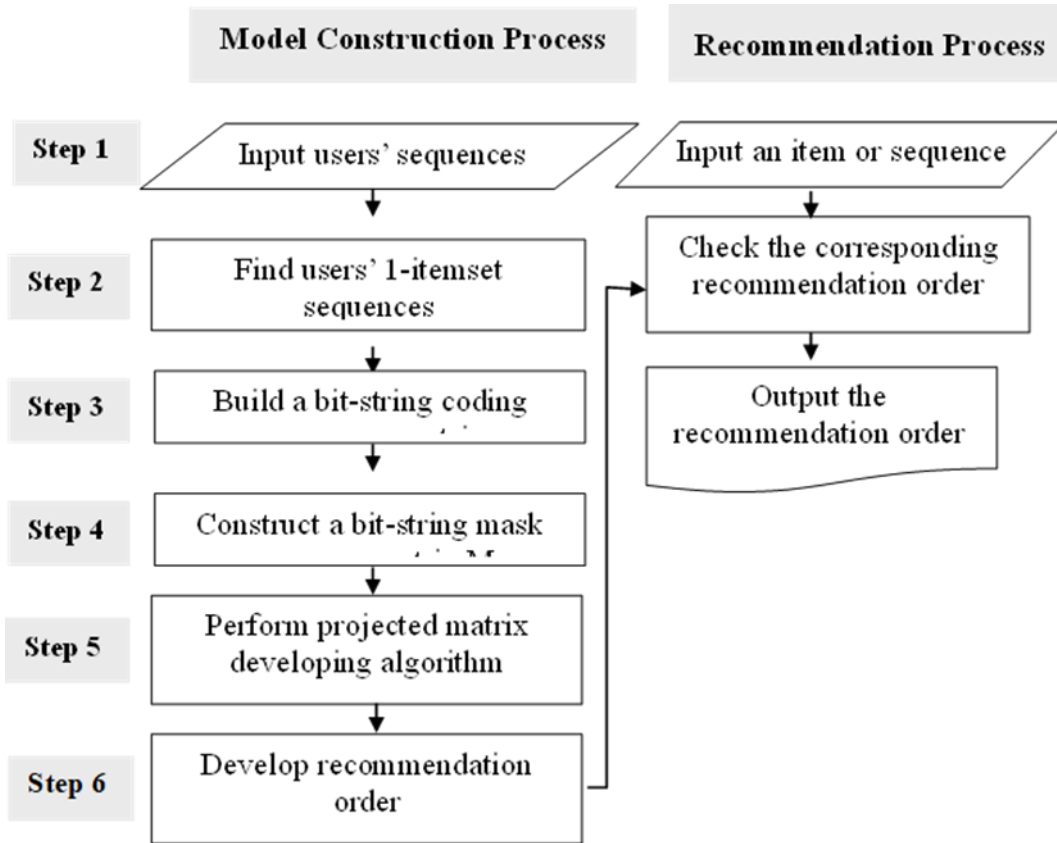 Model Construction Process
Recommendation Process
Step 1
Input users’ sequences
Input an item or sequence
Step 2
Find users’ 1-itemset
sequences
Check the corresponding
recommendation order
Step 3
Build a bit-string coding
Output the
recommendation order
Step 4
Construct a bit-string mask
Step 5
Perform projected matrix
developing algorithm
Step 6
Develop recommendation
order